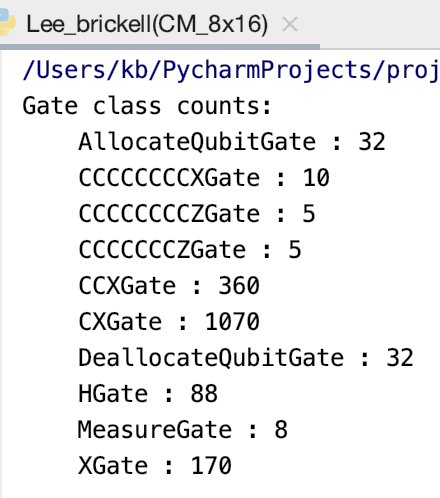 Lee_brickell(CM_8x16) ×
/Users/kb/PycharmProjects/proj
Gate class counts:
AllocateQubitGate : 32
CCCCCCCCXGate : 10
CCCCCCCCZGate : 5
CCCCCCCZGate : 5
CCXGate : 360
CXGate : 1070
DeallocateQubitGate : 32
HGate : 88
MeasureGate : 8
XGate : 170